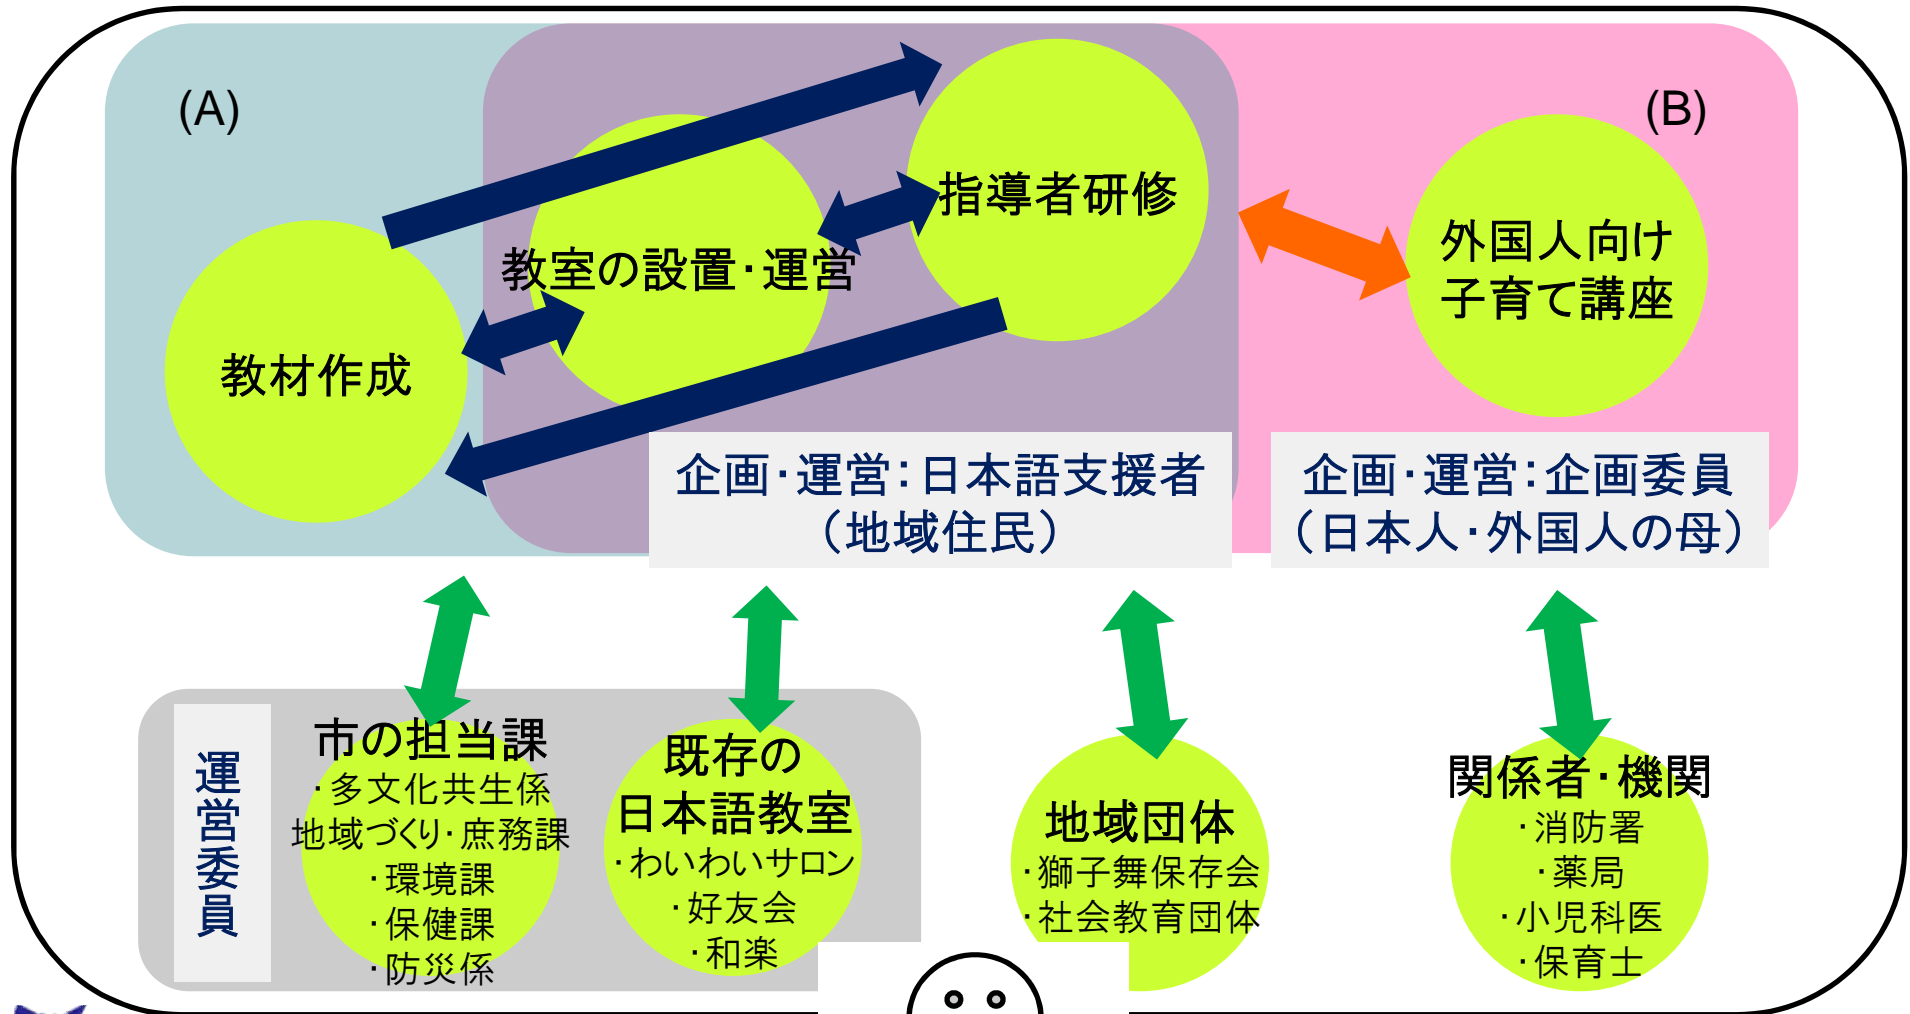 (A)
(B)
指導者研修
教室の設置・運営
教材作成
外国人向け
子育て講座
企画・運営：日本語支援者
（地域住民）
企画・運営：企画委員
（日本人・外国人の母）
運営委員
市の担当課
・多文化共生係
地域づくり・庶務課
・環境課
・保健課
・防災係
既存の
日本語教室
・わいわいサロン
・好友会
・和楽
地域団体
・獅子舞保存会
・社会教育団体
関係者・機関
・消防署
・薬局
・小児科医
・保育士